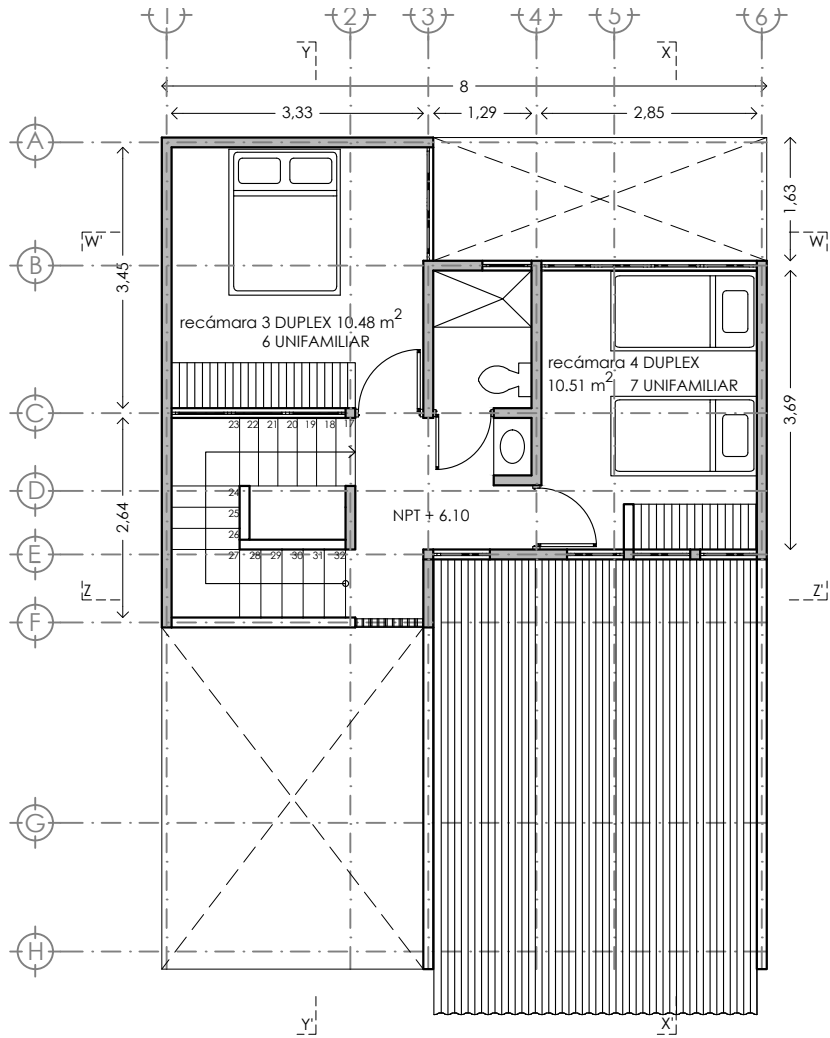 1 2 3 4 5 6
Y X
8
3,33 1,29 2,85
A
1,63
W' W'
B
3,45
recámara 3 DUPLEX 10.48 m2
6 UNIFAMILIAR
recámara 4 DUPLEX
10.51 m2 7 UNIFAMILIAR
3,69
C
23 22 21 20 19 18 17
D
24
25
2,64
NPT + 6.10
26
E
27 28 29 30 31 32
Z Z'
F
G
H
Y' X'